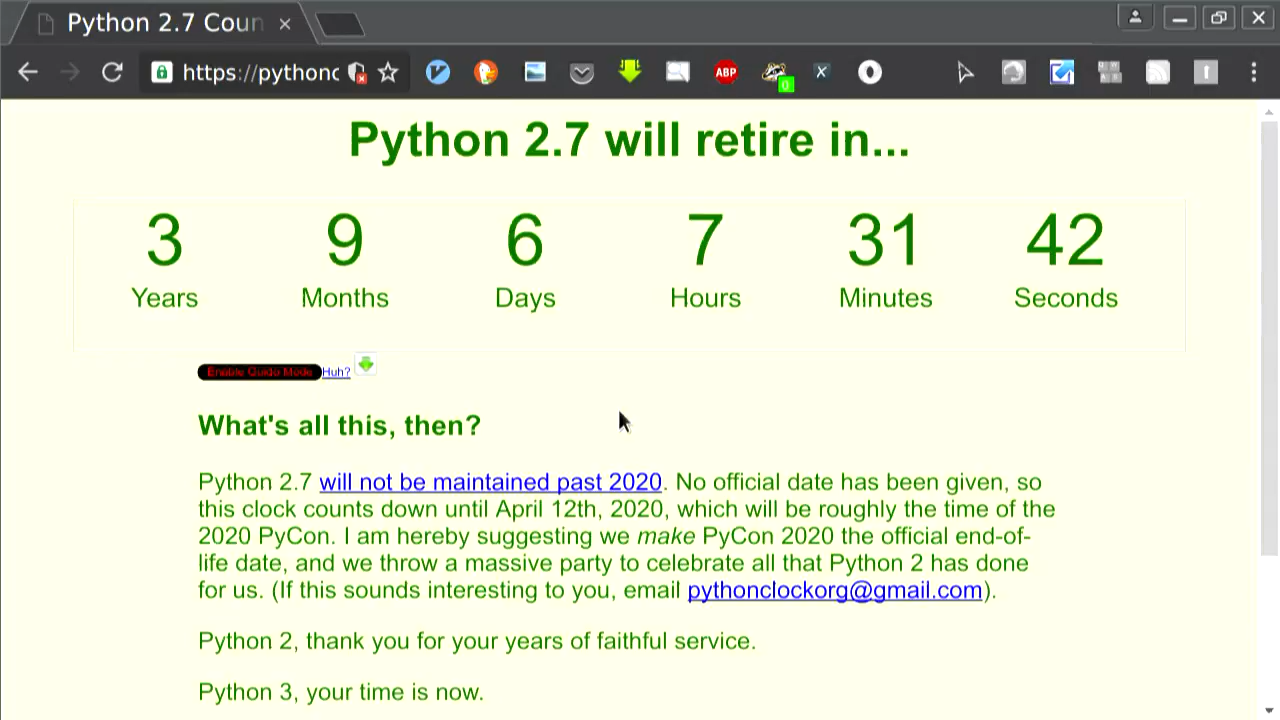 Python 2.7 Coun
https://pythonc
ABP
0
Python 2.7 will retire in...
3 9 6 7 31 42
Years Months Days Hours Minutes Seconds
Enable Guido Mode Huh?
What's all this, then?
Python 2.7 will not be maintained past 2020. No official date has been given, so
this clock counts down until April 12th, 2020, which will be roughly the time of the
2020 PyCon. I am hereby suggesting we make PyCon 2020 the official end-of-
life date, and we throw a massive party to celebrate all that Python 2 has done
for us. (If this sounds interesting to you, email pythonclockorg@gmail.com).
Python 2, thank you for your years of faithful service.
Python 3, your time is now.